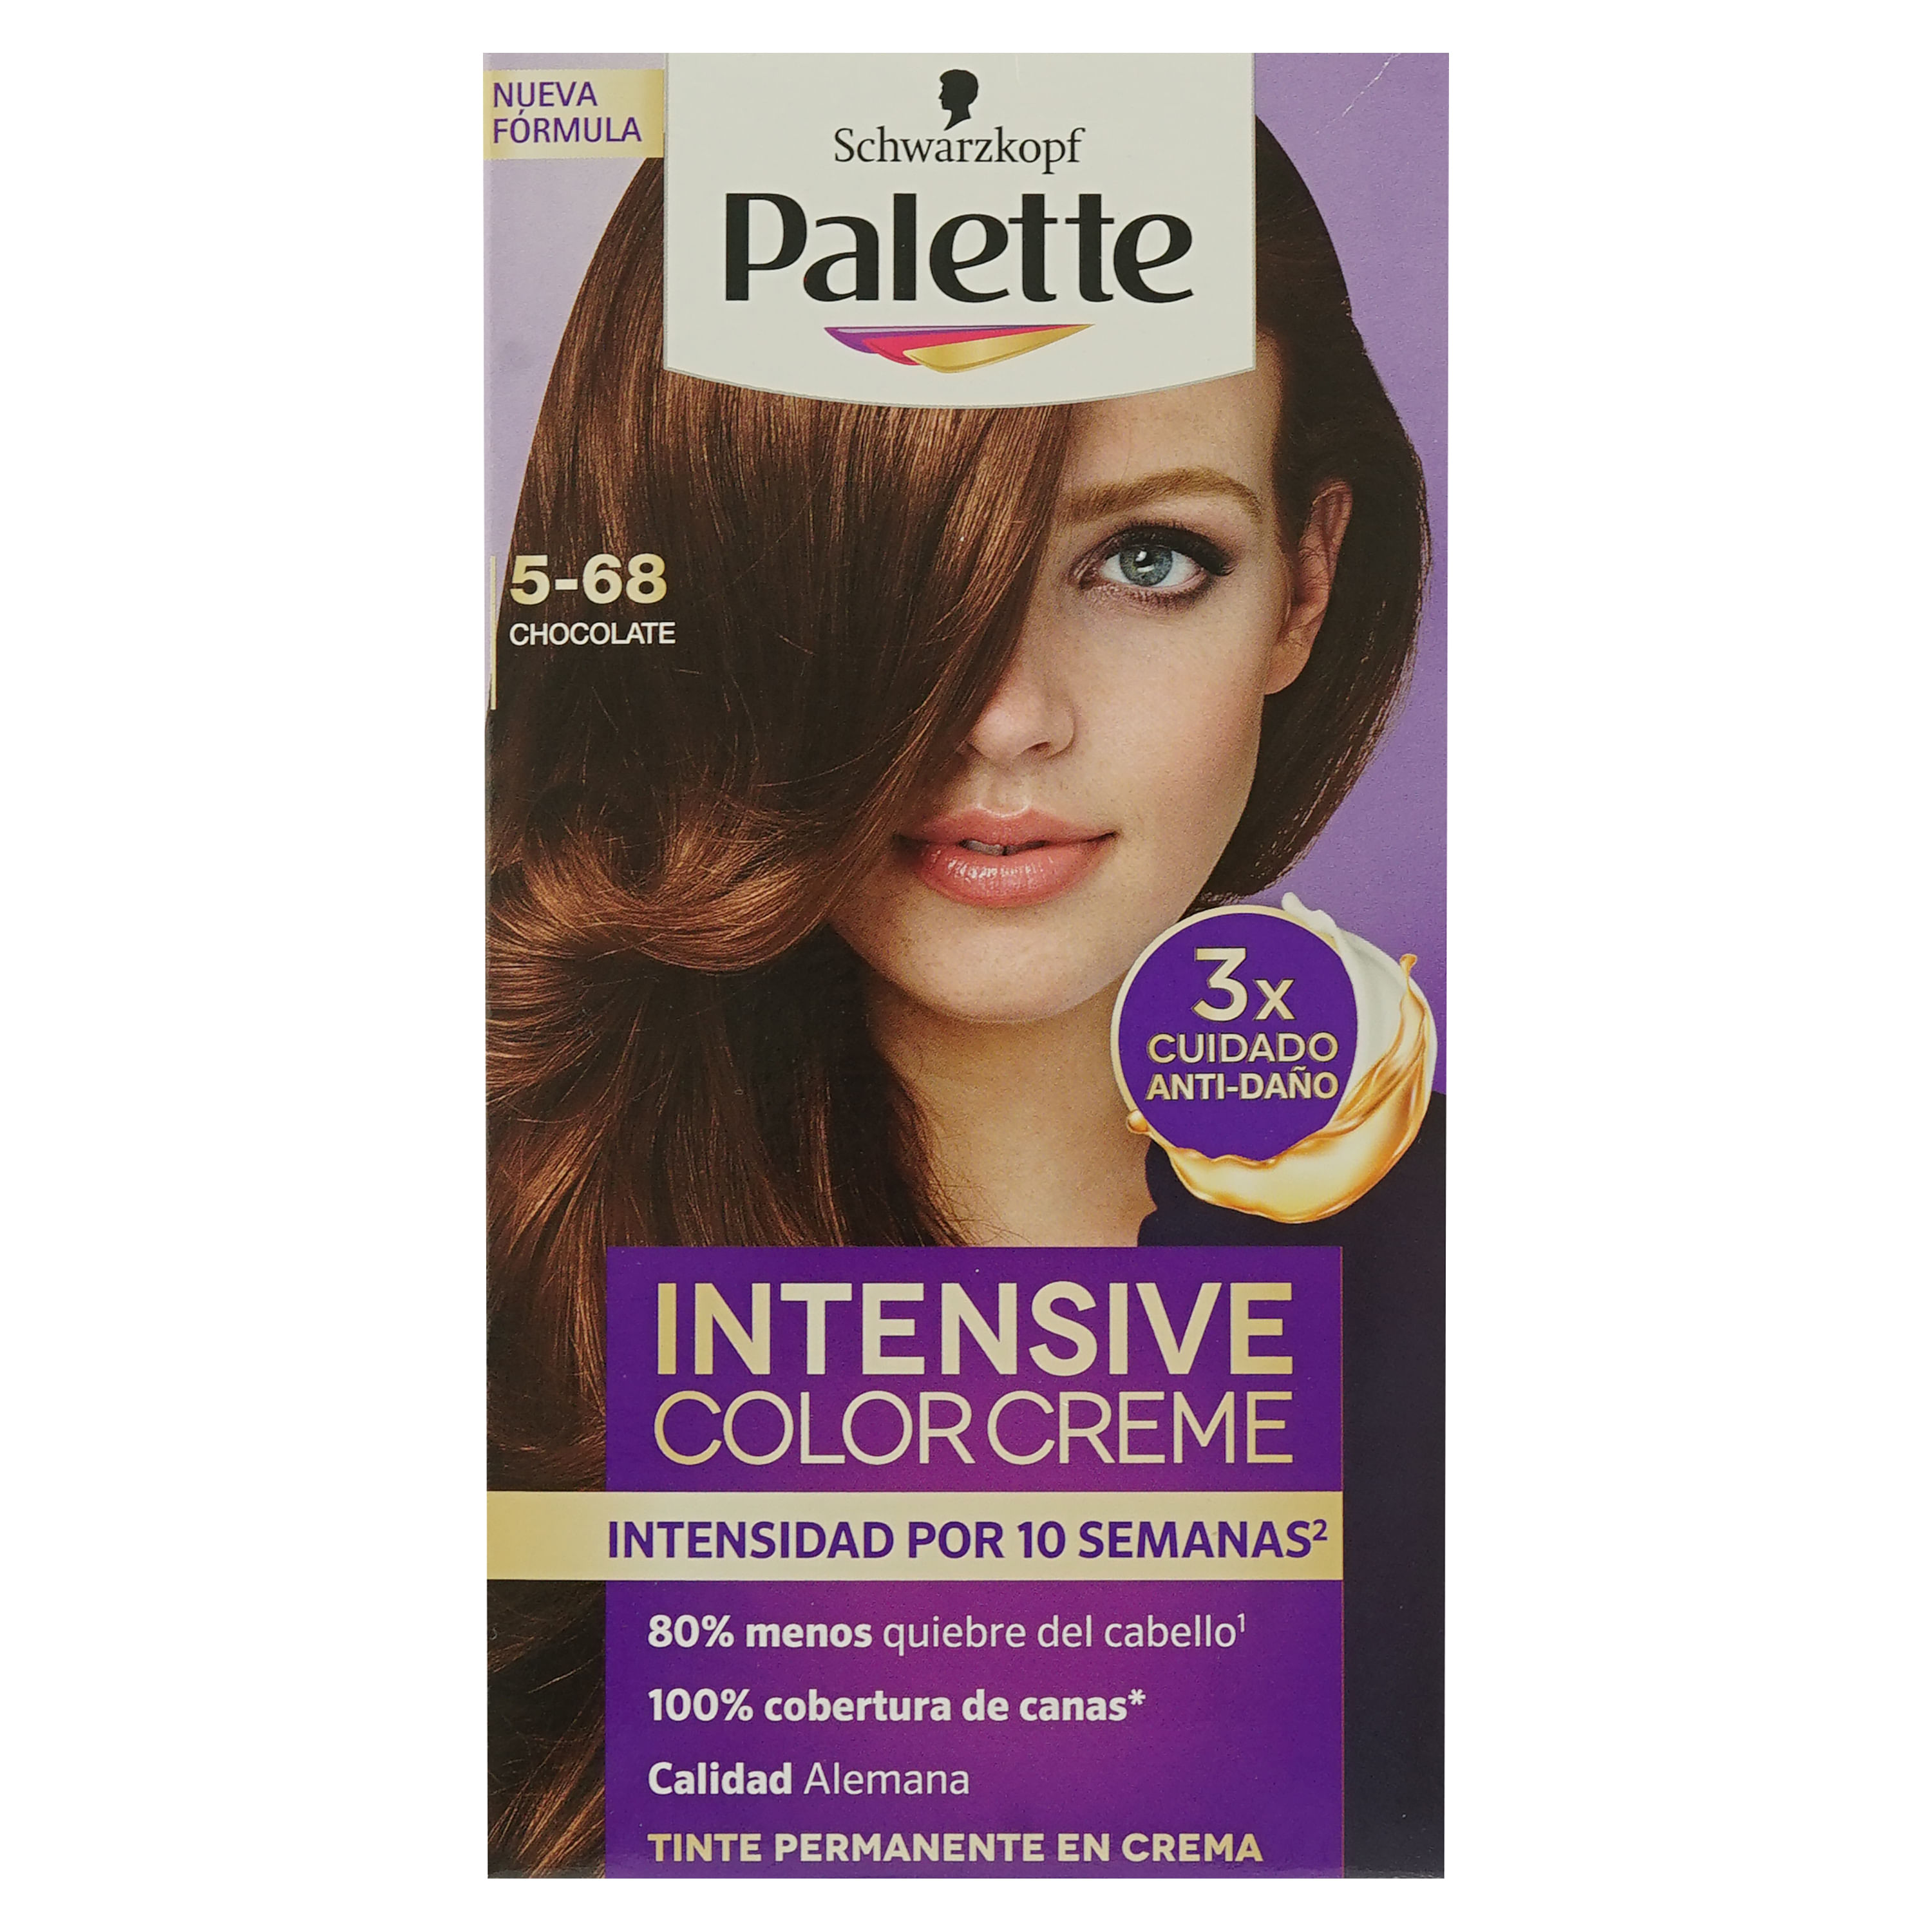 NUEVA
FÓRMULA
Schwarzkopf
Palette
5-68
CHOCOLATE
3x
CUIDADO
ANTI-DAÑO
INTENSIVE
COLOR CREME
INTENSIDAD POR 10 SEMANAS²
80% menos quiebre del cabello¹
100% cobertura de canas*
Calidad Alemana
TINTE PERMANENTE EN CREMA